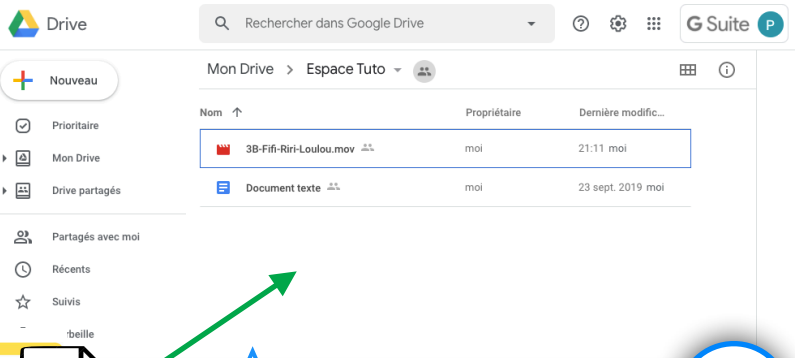 Drive
Rechercher dans Google Drive
G Suite
P
Nouveau
Mon Drive > Espace Tuto
Nom
Propriétaire
Dernière modific...
Prioritaire
3B-Fifi-Riri-Loulou.mov
moi
21:11 moi
Mon Drive
Document texte
moi
23 sept. 2019 moi
Drive partagés
Partagés avec moi
Récents
Suivis